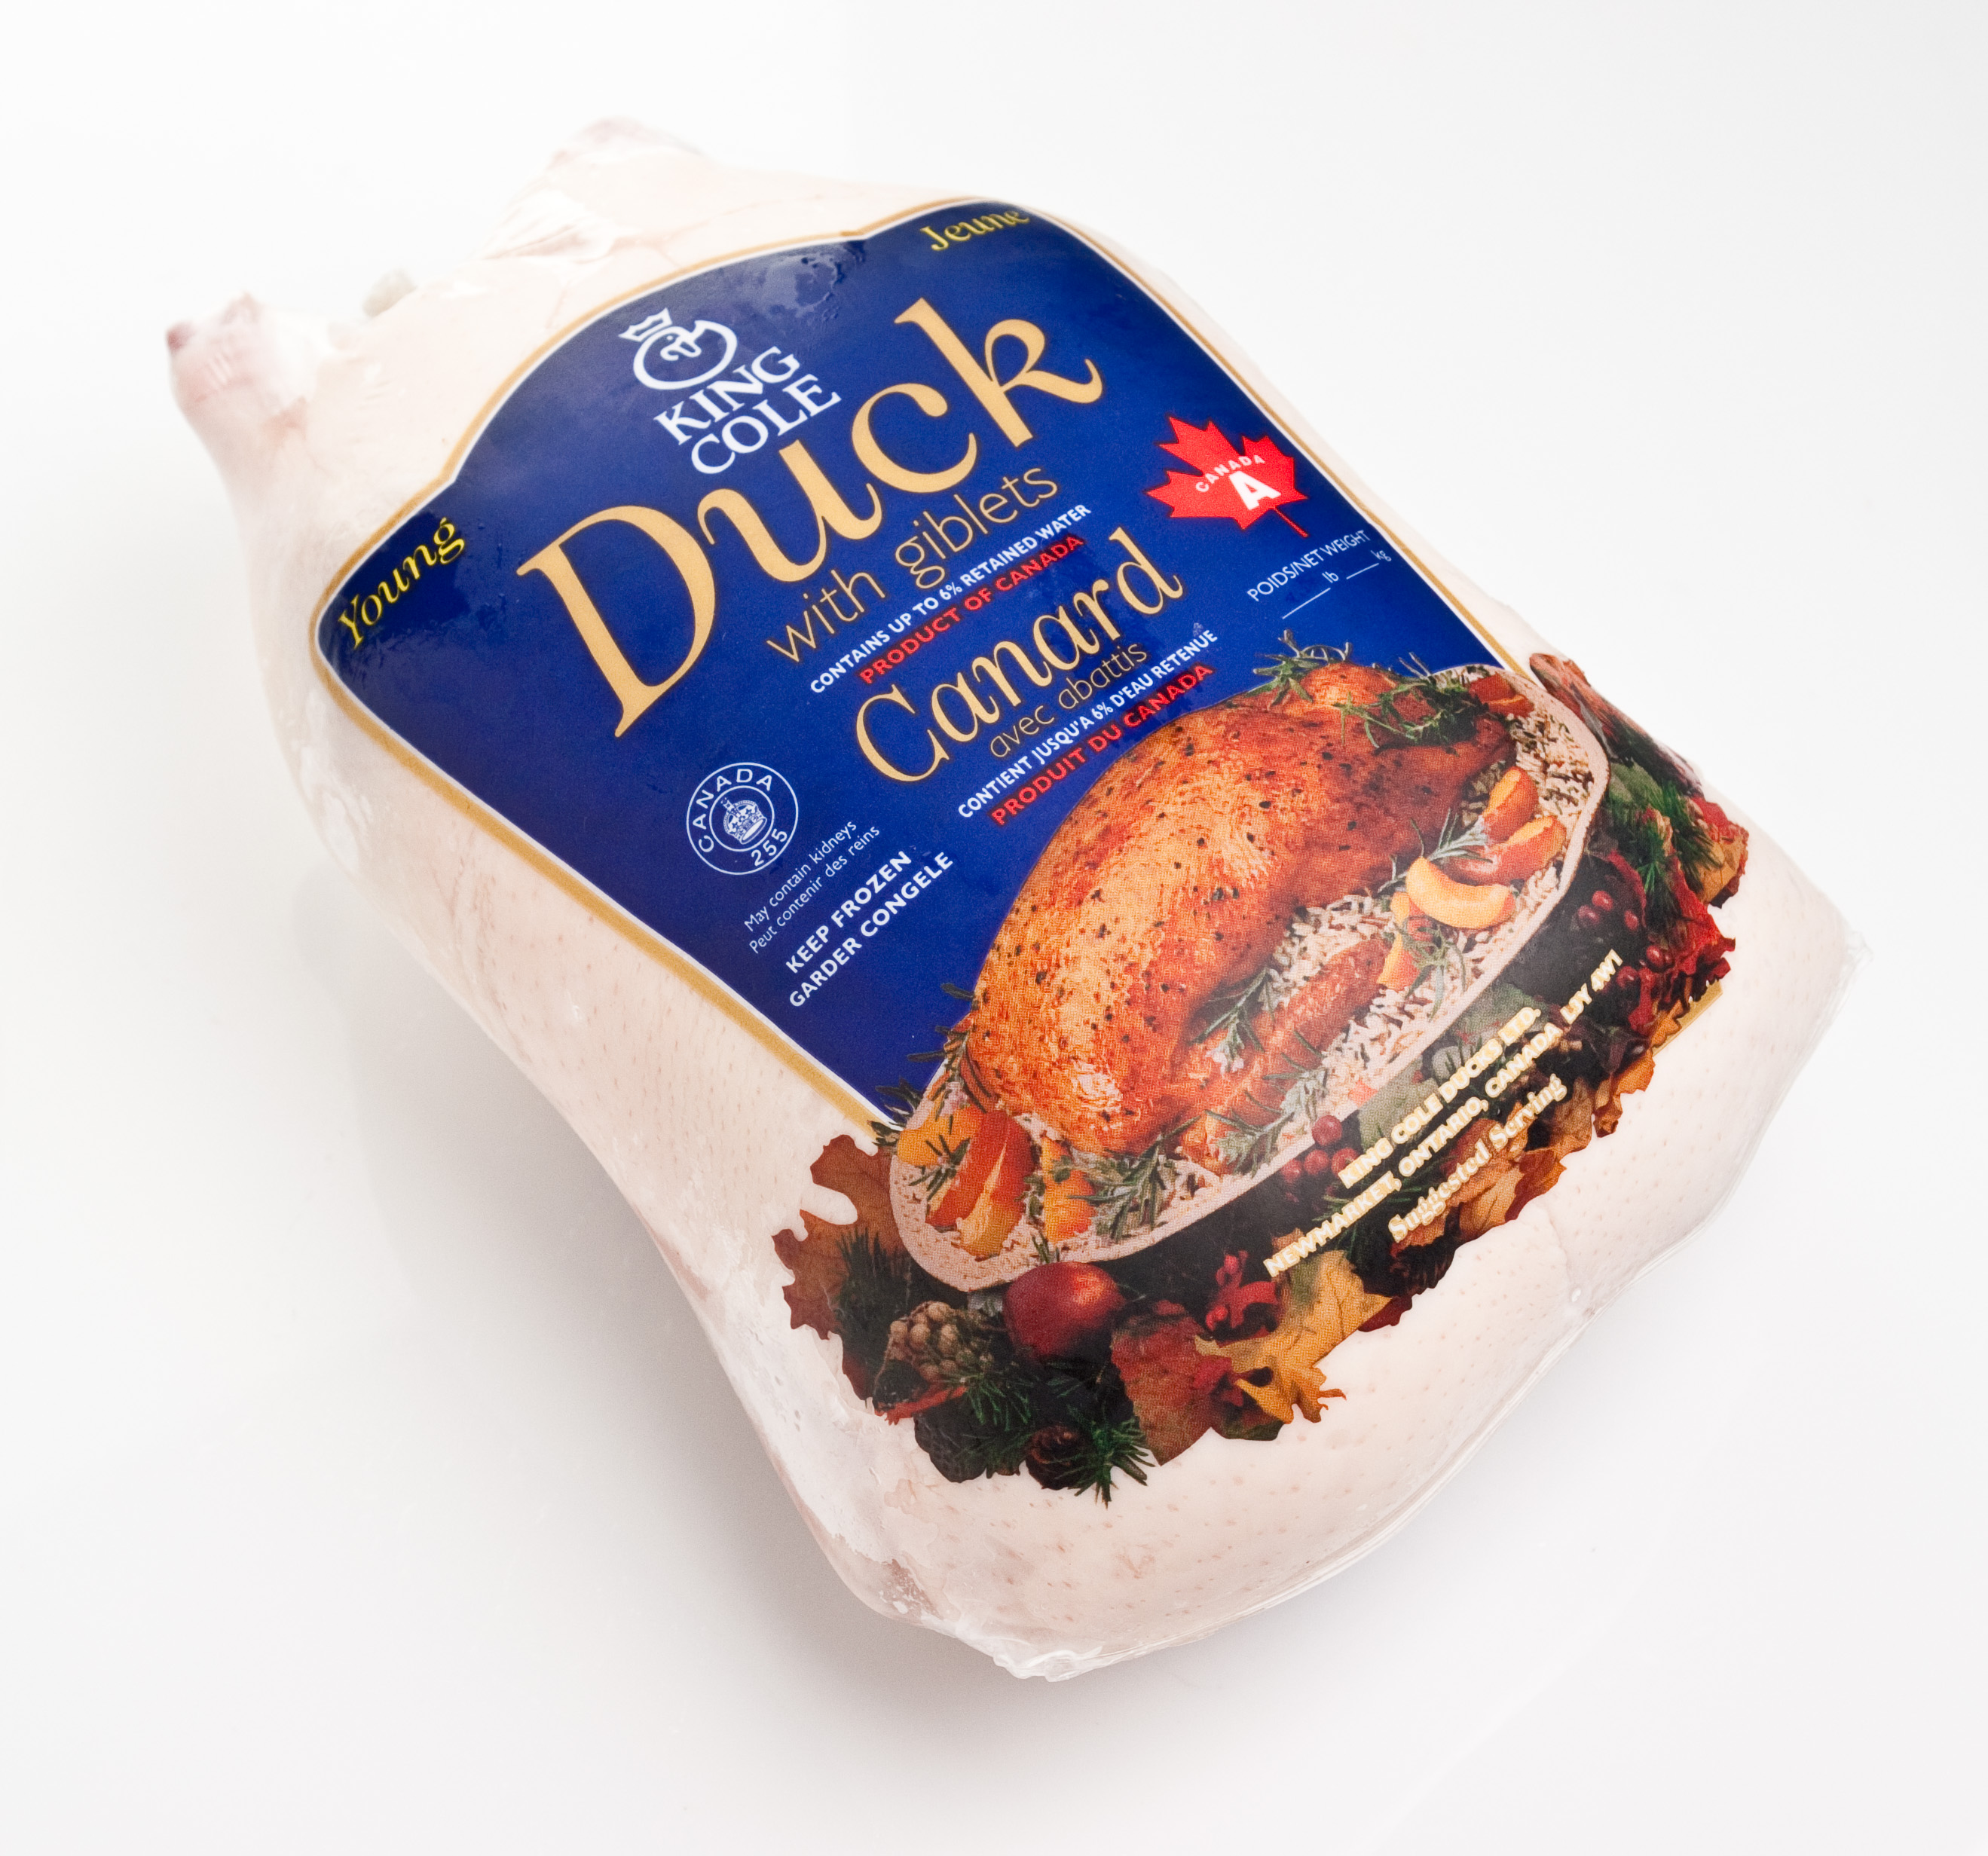 Young
Jeune
KING
COLE
Duck
with giblets
CONTAINS UP TO 6% RETAINED WATER
PRODUCT OF CANADA
Canard
avec abattis
CONTIENT JUSQU'A 6% D'EAU RETENUE
PRODUIT DU CANADA
CANADA
A
POIDS/NET WEIGHT
lb kg
CANADA
255
May contain kidneys
Peut contenir des reins
KEEP FROZEN
GARDER CONGELE
KING COLE DUCKS LTD.
NEWMARKET, ONTARIO, CANADA L3Y 4W1
Suggested Serving